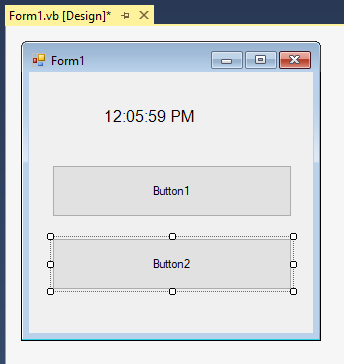 Form1.vb [Design]*
Form1
12:05:59 PM
Button1
Button2